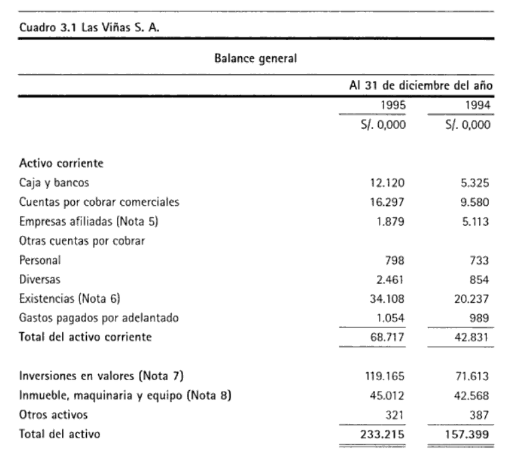 Cuadro 3.1 Las Viñas S. A.
Balance general
Al 31 de diciembre del año
1995 1994
S/. 0,000 S/. 0,000
Activo corriente
Caja y bancos 12.120 5.325
Cuentas por cobrar comerciales 16.297 9.580
Empresas afiliadas (Nota 5) 1.879 5.113
Otras cuentas por cobrar
Personal 798 733
Diversas 2.461 854
Existencias (Nota 6) 34.108 20.237
Gastos pagados por adelantado 1.054 989
Total del activo corriente 68.717 42.831
Inversiones en valores (Nota 7) 119.165 71.613
Inmueble, maquinaria y equipo (Nota 8) 45.012 42.568
Otros activos 321 387
Total del activo 233.215 157.399